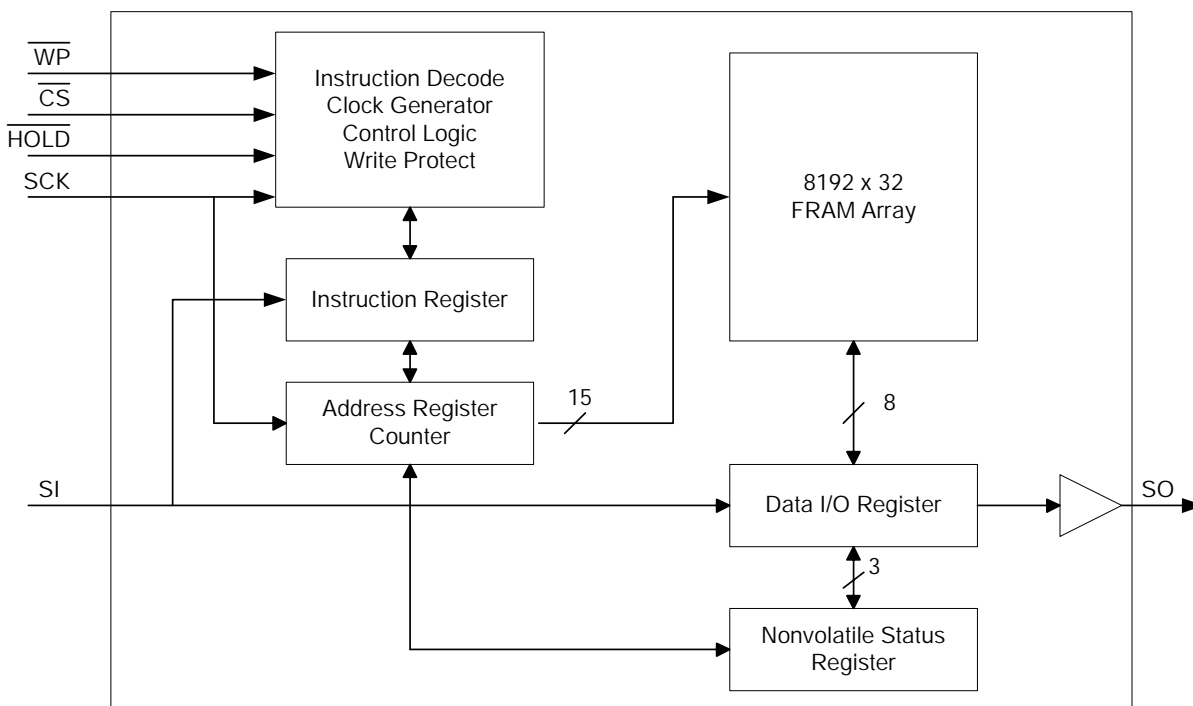 WP
CS
HOLD
SCK
Instruction Decode
Clock Generator
Control Logic
Write Protect
8192 x 32
FRAM Array
Instruction Register
Address Register
Counter
15
8
SI
Data I/O Register
SO
3
Nonvolatile Status
Register